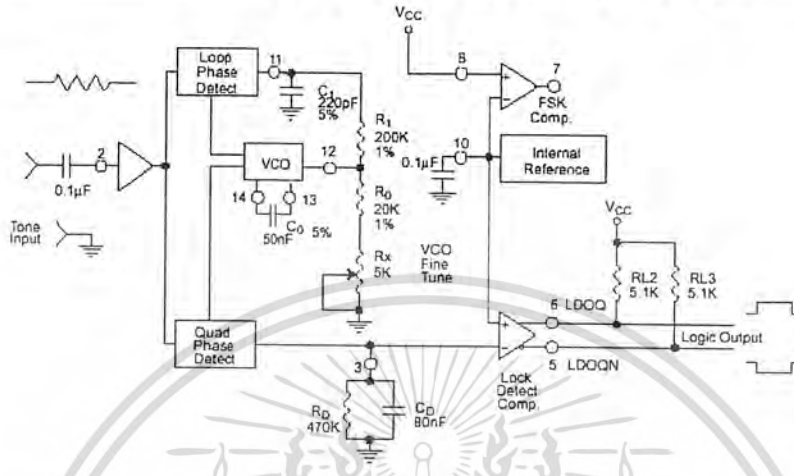 VCC
8
7
FSK
Comp.
Loop
Phase
Detect
11
C1
220pF
5%
R1
200K
1%
2
0.1µF
VCO
12
10
0.1µF
Internal
Reference
14
13
C0 5%
50nF
R0
20K
1%
Tone
Input
Rx
5K
VCO
Fine
Tune
VCC
RL2
5.1K
RL3
5.1K
6 LDOQ
Logic Output
5 LDOQN
Quad
Phase
Detect
3
Lock
Detect
Comp.
RD
470K
CD
80nF